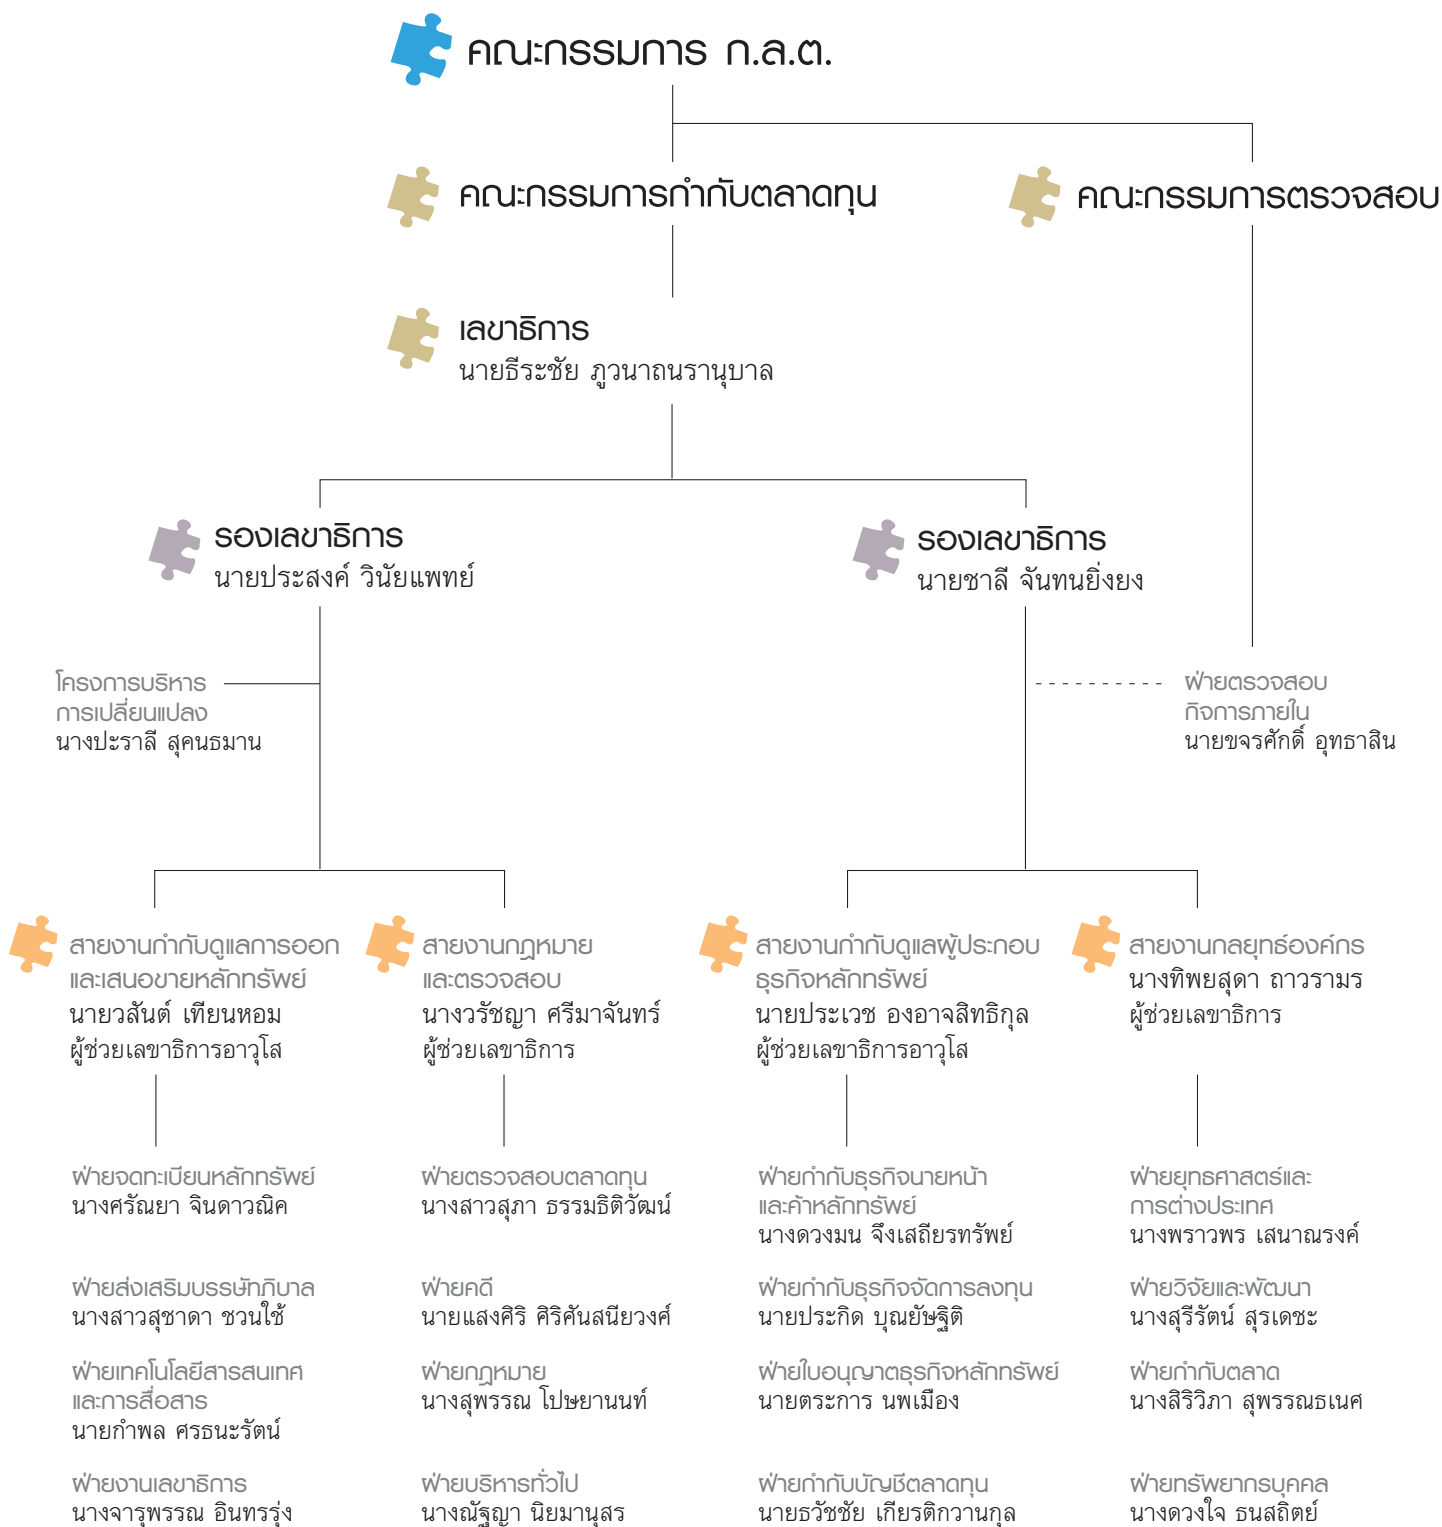 คณะกรรมการ ก.ล.ต.
คณะกรรมการกำกับตลาดทุน
คณะกรรมการตรวจสอบ
เลขาธิการ
นายธีระชัย ภูวนาถนรานุบาล
รองเลขาธิการ
นายประสงค์ วินัยแพทย์
รองเลขาธิการ
นายชาลี จันทนยิ่งยง
โครงการบริหาร
การเปลี่ยนแปลง
นางปะราลี สุคนธมาน
ฝ่ายตรวจสอบ
กิจการภายใน
นายขจรศักดิ์ อุทธาสิน
สายงานกำกับดูแลการออก
และเสนอขายหลักทรัพย์
นายวสันต์ เทียนหอม
ผู้ช่วยเลขาธิการอาวุโส
สายงานกฎหมาย
และตรวจสอบ
นางวรัชญา ศรีมาจันทร์
ผู้ช่วยเลขาธิการ
สายงานกำกับดูแลผู้ประกอบ
ธุรกิจหลักทรัพย์
นายประเวช องอาจสิทธิกุล
ผู้ช่วยเลขาธิการอาวุโส
สายงานกลยุทธ์องค์กร
นางทิพยสุดา ถาวรามร
ผู้ช่วยเลขาธิการ
ฝ่ายจดทะเบียนหลักทรัพย์
นางศรัณยา จินดาวณิค
ฝ่ายส่งเสริมบรรษัทภิบาล
นางสาวสุชาดา ชวนใช้
ฝ่ายเทคโนโลยีสารสนเทศ
และการสื่อสาร
นายกำพล ศรธนะรัตน์
ฝ่ายงานเลขาธิการ
นางจารุพรรณ อินทรรุ่ง
ฝ่ายตรวจสอบตลาดทุน
นางสาวสุภา ธรรมธิติวัฒน์
ฝ่ายคดี
นายแสงศิริ ศิริศันสนียวงศ์
ฝ่ายกฎหมาย
นางสุพรรณ โปษยานนท์
ฝ่ายบริหารทั่วไป
นางณัฐญา นิยมานุสร
ฝ่ายกำกับธุรกิจนายหน้า
และค้าหลักทรัพย์
นางดวงมน จึงเสถียรทรัพย์
ฝ่ายกำกับธุรกิจจัดการลงทุน
นายประกิด บุณยัษฐิติ
ฝ่ายใบอนุญาตธุรกิจหลักทรัพย์
นายตระการ นพเมือง
ฝ่ายกำกับบัญชีตลาดทุน
นายธวัชชัย เกียรติกวานกุล
ฝ่ายยุทธศาสตร์และ
การต่างประเทศ
นางพราวพร เสนาณรงค์
ฝ่ายวิจัยและพัฒนา
นางสุรีรัตน์ สุรเดชะ
ฝ่ายกำกับตลาด
นางสิริวิภา สุพรรณธเนศ
ฝ่ายทรัพยากรบุคคล
นางดวงใจ ธนสถิตย์